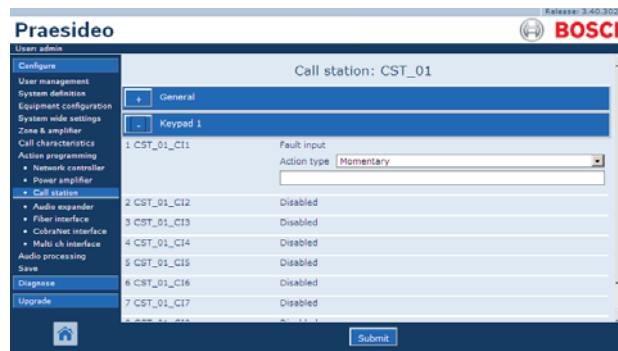 Release: 3.40.302
Praesideo
BOSCH
User: admin
Configure
User management
System definition
Equipment configuration
System wide settings
Zone & amplifier
Call characteristics
Action programming
• Network controller
• Power amplifier
• Call station
• Audio expander
• Fiber interface
• CobraNet interface
• Multi ch interface
Audio processing
Save
Diagnose
Upgrade
Call station: CST_01
+ General
- Keypad 1
1 CST_01_CI1 Fault input
Action type Momentary
2 CST_01_CI2 Disabled
3 CST_01_CI3 Disabled
4 CST_01_CI4 Disabled
5 CST_01_CI5 Disabled
6 CST_01_CI6 Disabled
7 CST_01_CI7 Disabled
Submit